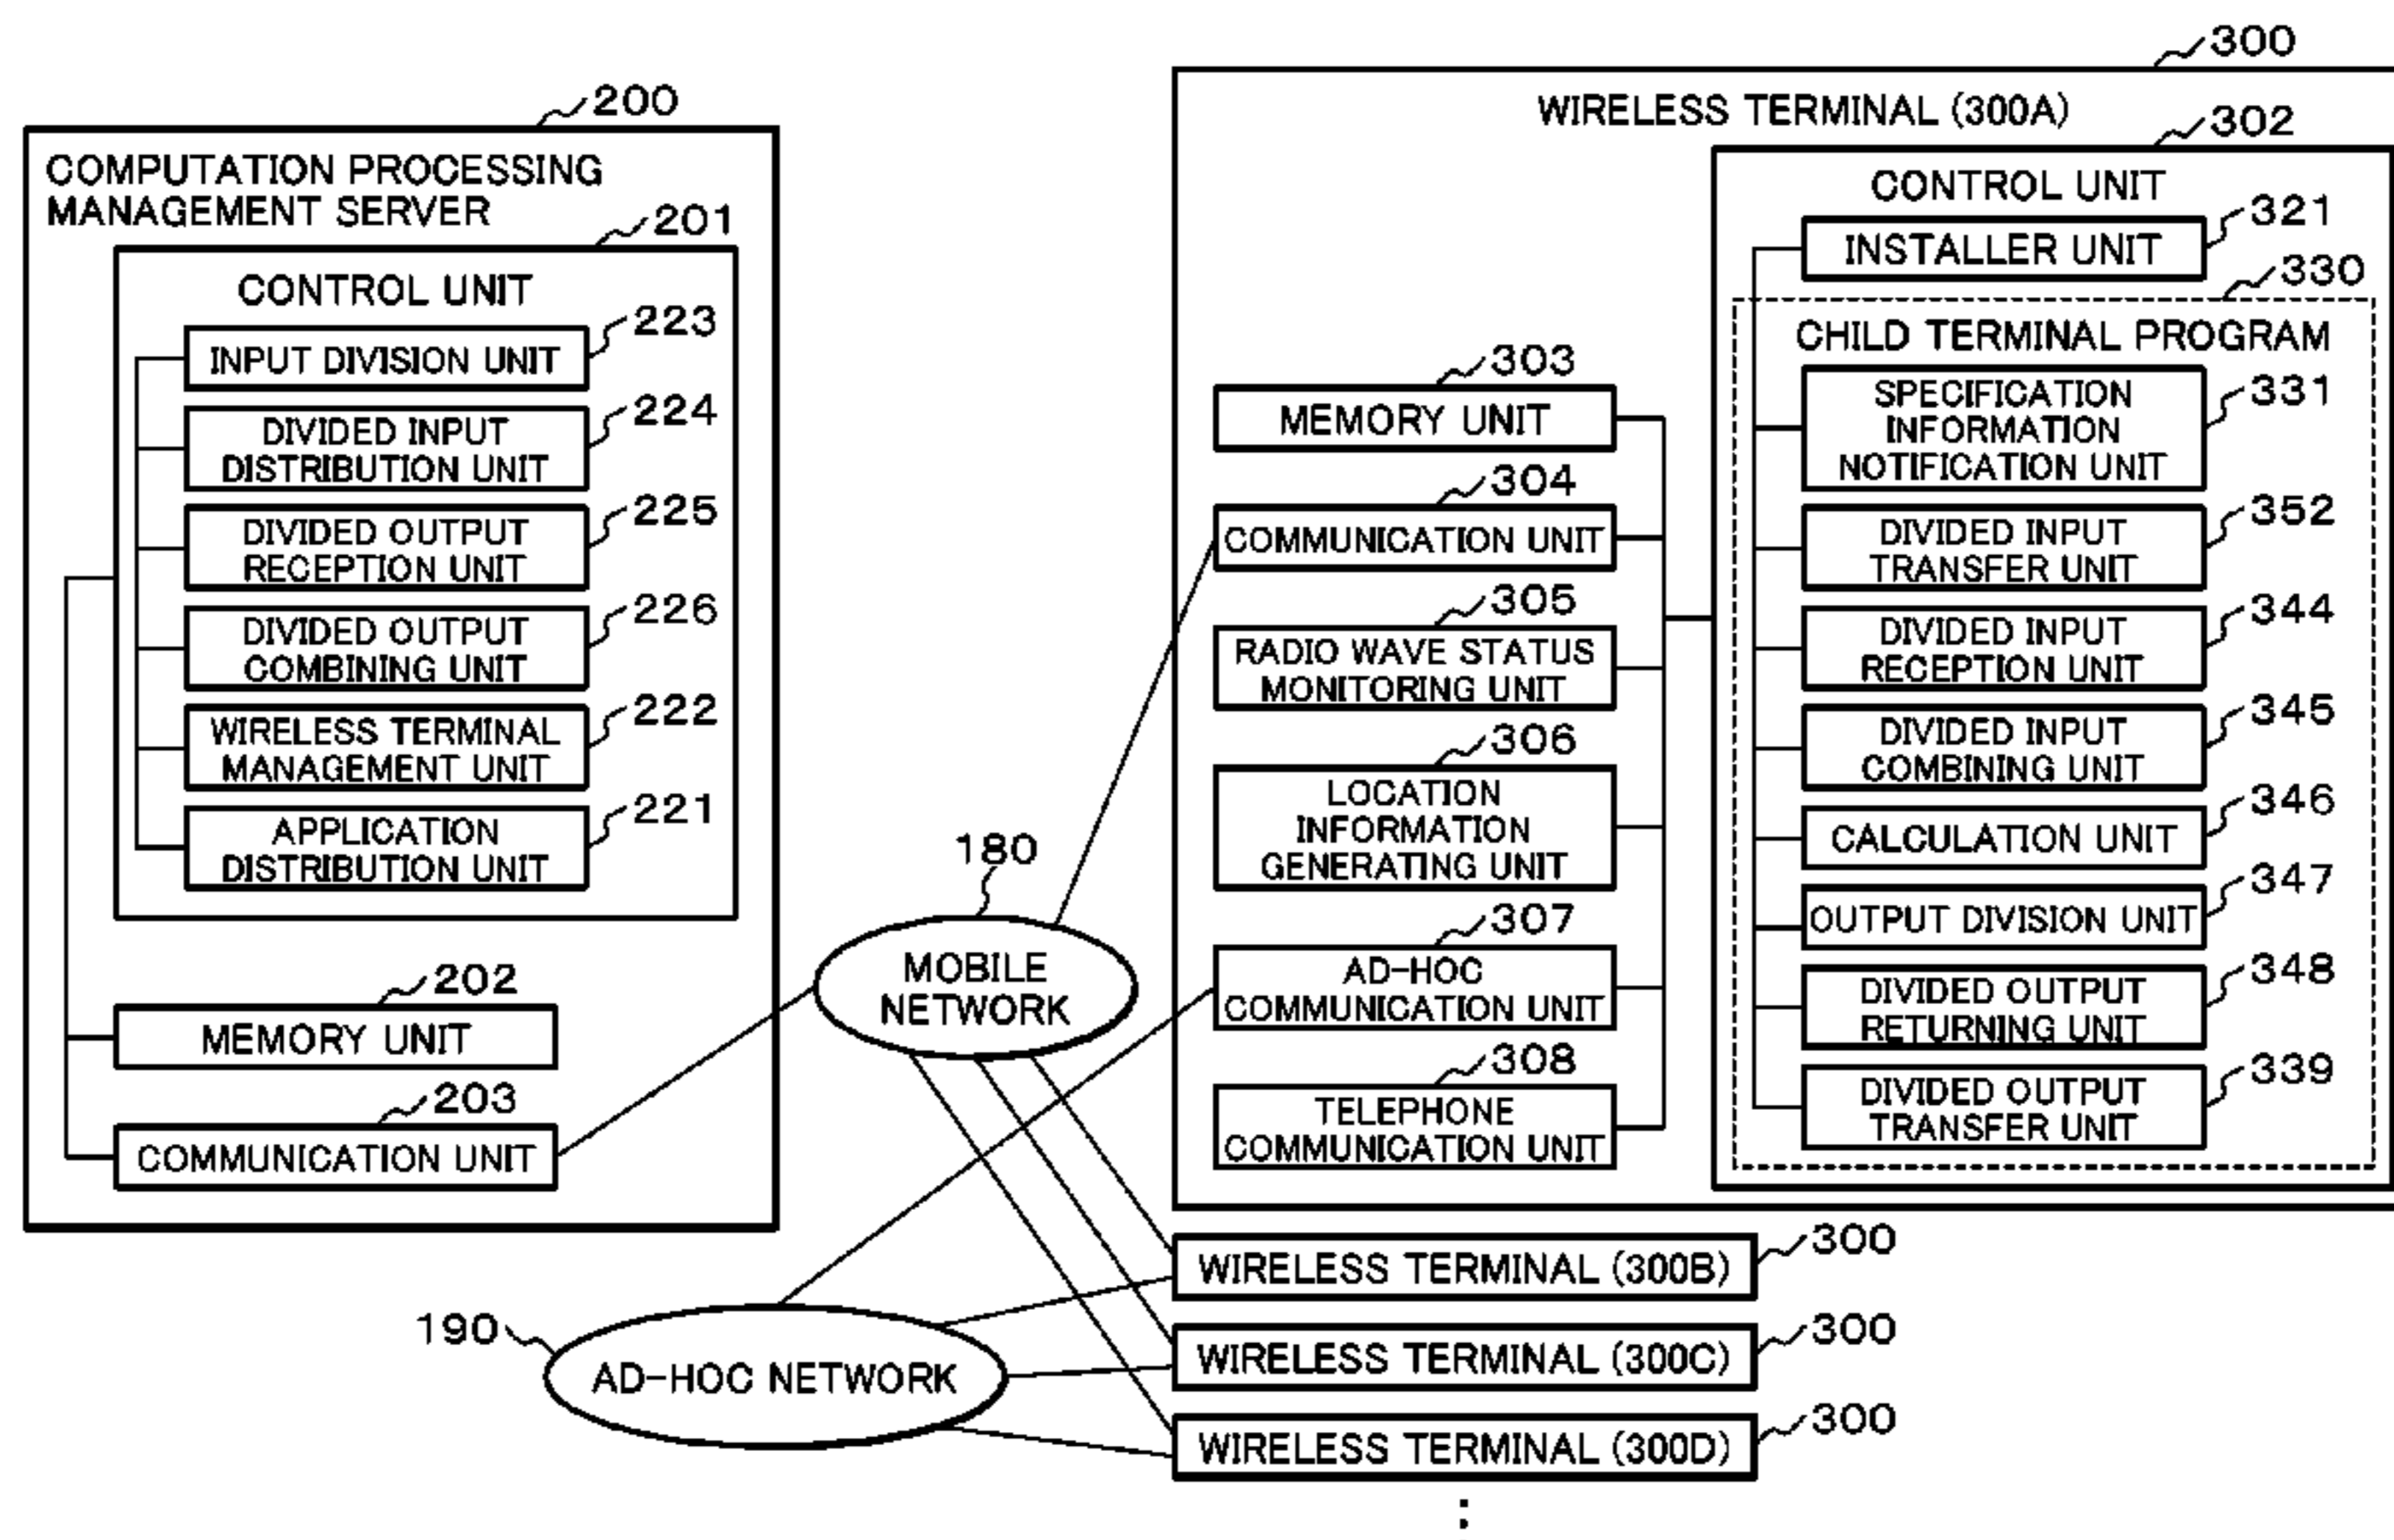 200
COMPUTATION PROCESSING
MANAGEMENT SERVER
201
CONTROL UNIT
223
INPUT DIVISION UNIT
224
DIVIDED INPUT
DISTRIBUTION UNIT
225
DIVIDED OUTPUT
RECEPTION UNIT
226
DIVIDED OUTPUT
COMBINING UNIT
222
WIRELESS TERMINAL
MANAGEMENT UNIT
221
APPLICATION
DISTRIBUTION UNIT
202
MEMORY UNIT
203
COMMUNICATION UNIT
180
MOBILE
NETWORK
190
AD-HOC NETWORK
300
WIRELESS TERMINAL (300A)
303
MEMORY UNIT
304
COMMUNICATION UNIT
305
RADIO WAVE STATUS
MONITORING UNIT
306
LOCATION
INFORMATION
GENERATING UNIT
307
AD-HOC
COMMUNICATION UNIT
308
TELEPHONE
COMMUNICATION UNIT
302
CONTROL UNIT
321
INSTALLER UNIT
330
CHILD TERMINAL PROGRAM
331
SPECIFICATION
INFORMATION
NOTIFICATION UNIT
352
DIVIDED INPUT
TRANSFER UNIT
344
DIVIDED INPUT
RECEPTION UNIT
345
DIVIDED INPUT
COMBINING UNIT
346
CALCULATION UNIT
347
OUTPUT DIVISION UNIT
348
DIVIDED OUTPUT
RETURNING UNIT
339
DIVIDED OUTPUT
TRANSFER UNIT
300
WIRELESS TERMINAL (300B)
300
WIRELESS TERMINAL (300C)
300
WIRELESS TERMINAL (300D)